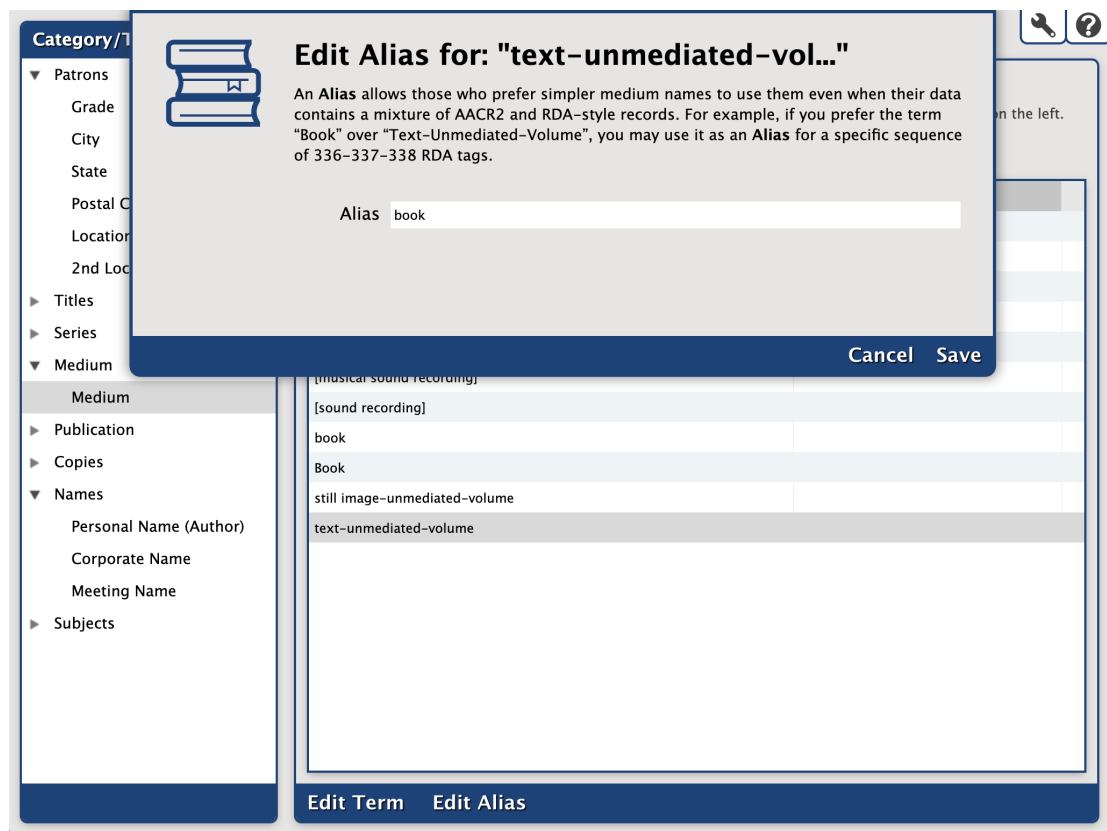 Category/T
Patrons
Grade
City
State
Postal C
Location
2nd Loc
Titles
Series
Medium
Medium
Publication
Copies
Names
Personal Name (Author)
Corporate Name
Meeting Name
Subjects
Edit Alias for: "text-unmediated-vol..."
An Alias allows those who prefer simpler medium names to use them even when their data
contains a mixture of AACR2 and RDA-style records. For example, if you prefer the term
“Book” over “Text-Unmediated-Volume”, you may use it as an Alias for a specific sequence
of 336-337-338 RDA tags.
Alias book
Cancel Save
on the left.
[musical sound recording]
[sound recording]
book
Book
still image-unmediated-volume
text-unmediated-volume
Edit Term Edit Alias